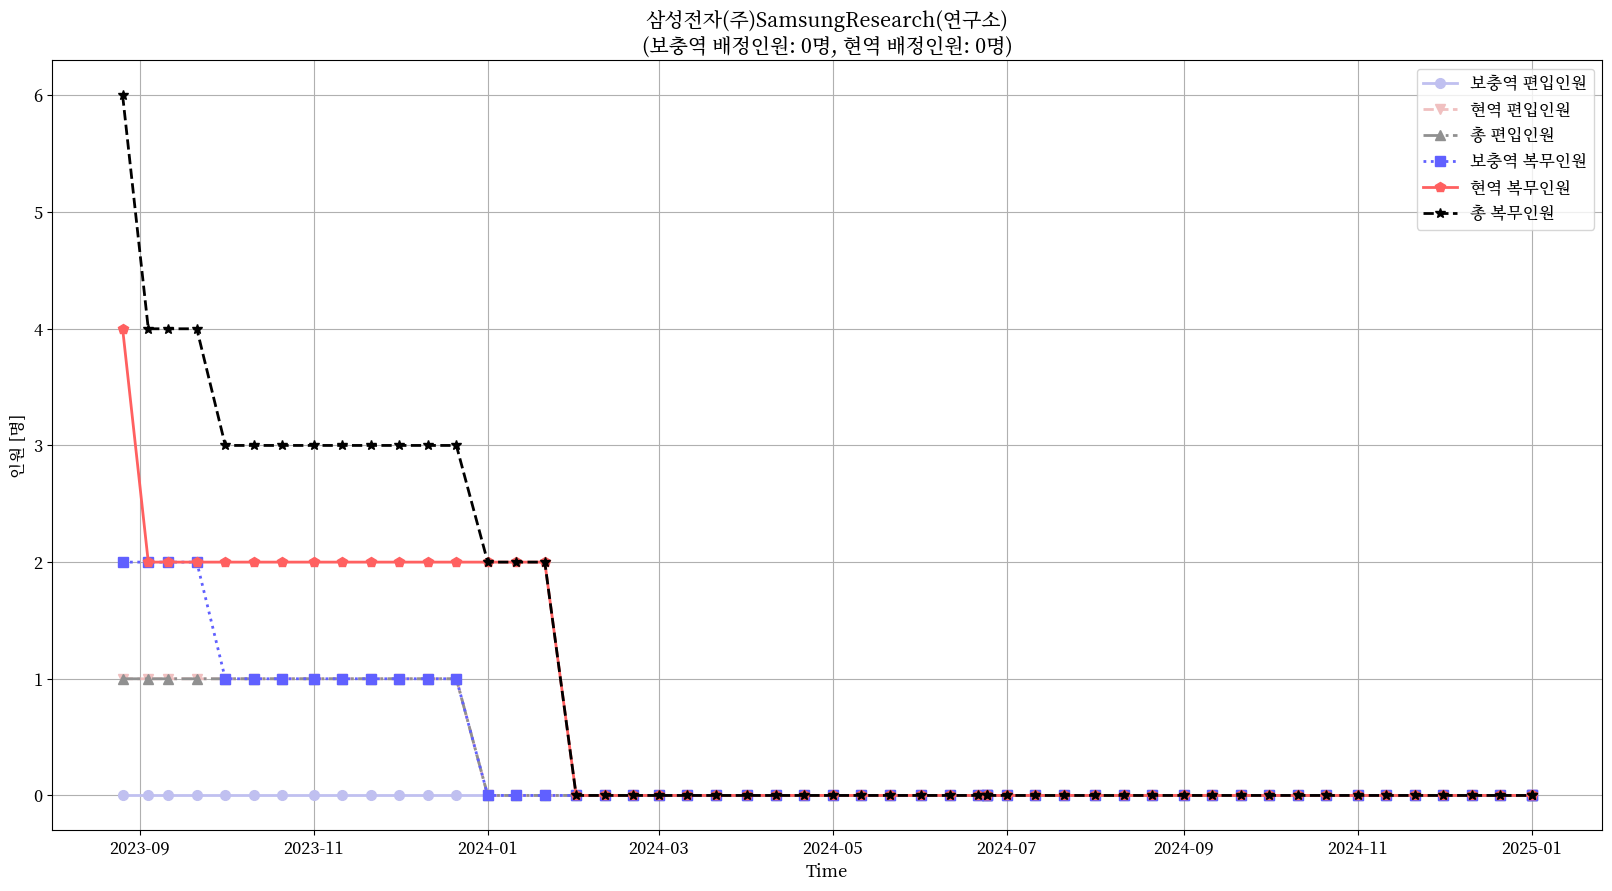 삼성전자(주)SamsungResearch(연구소)
(보충역 배정인원: 0명, 현역 배정인원: 0명)
보충역 편입인원
현역 편입인원
총 편입인원
보충역 복무인원
현역 복무인원
총 복무인원
인원 [명]
6
5
4
3
2
1
0
2023-09
2023-11
2024-01
2024-03
2024-05
2024-07
2024-09
2024-11
2025-01
Time